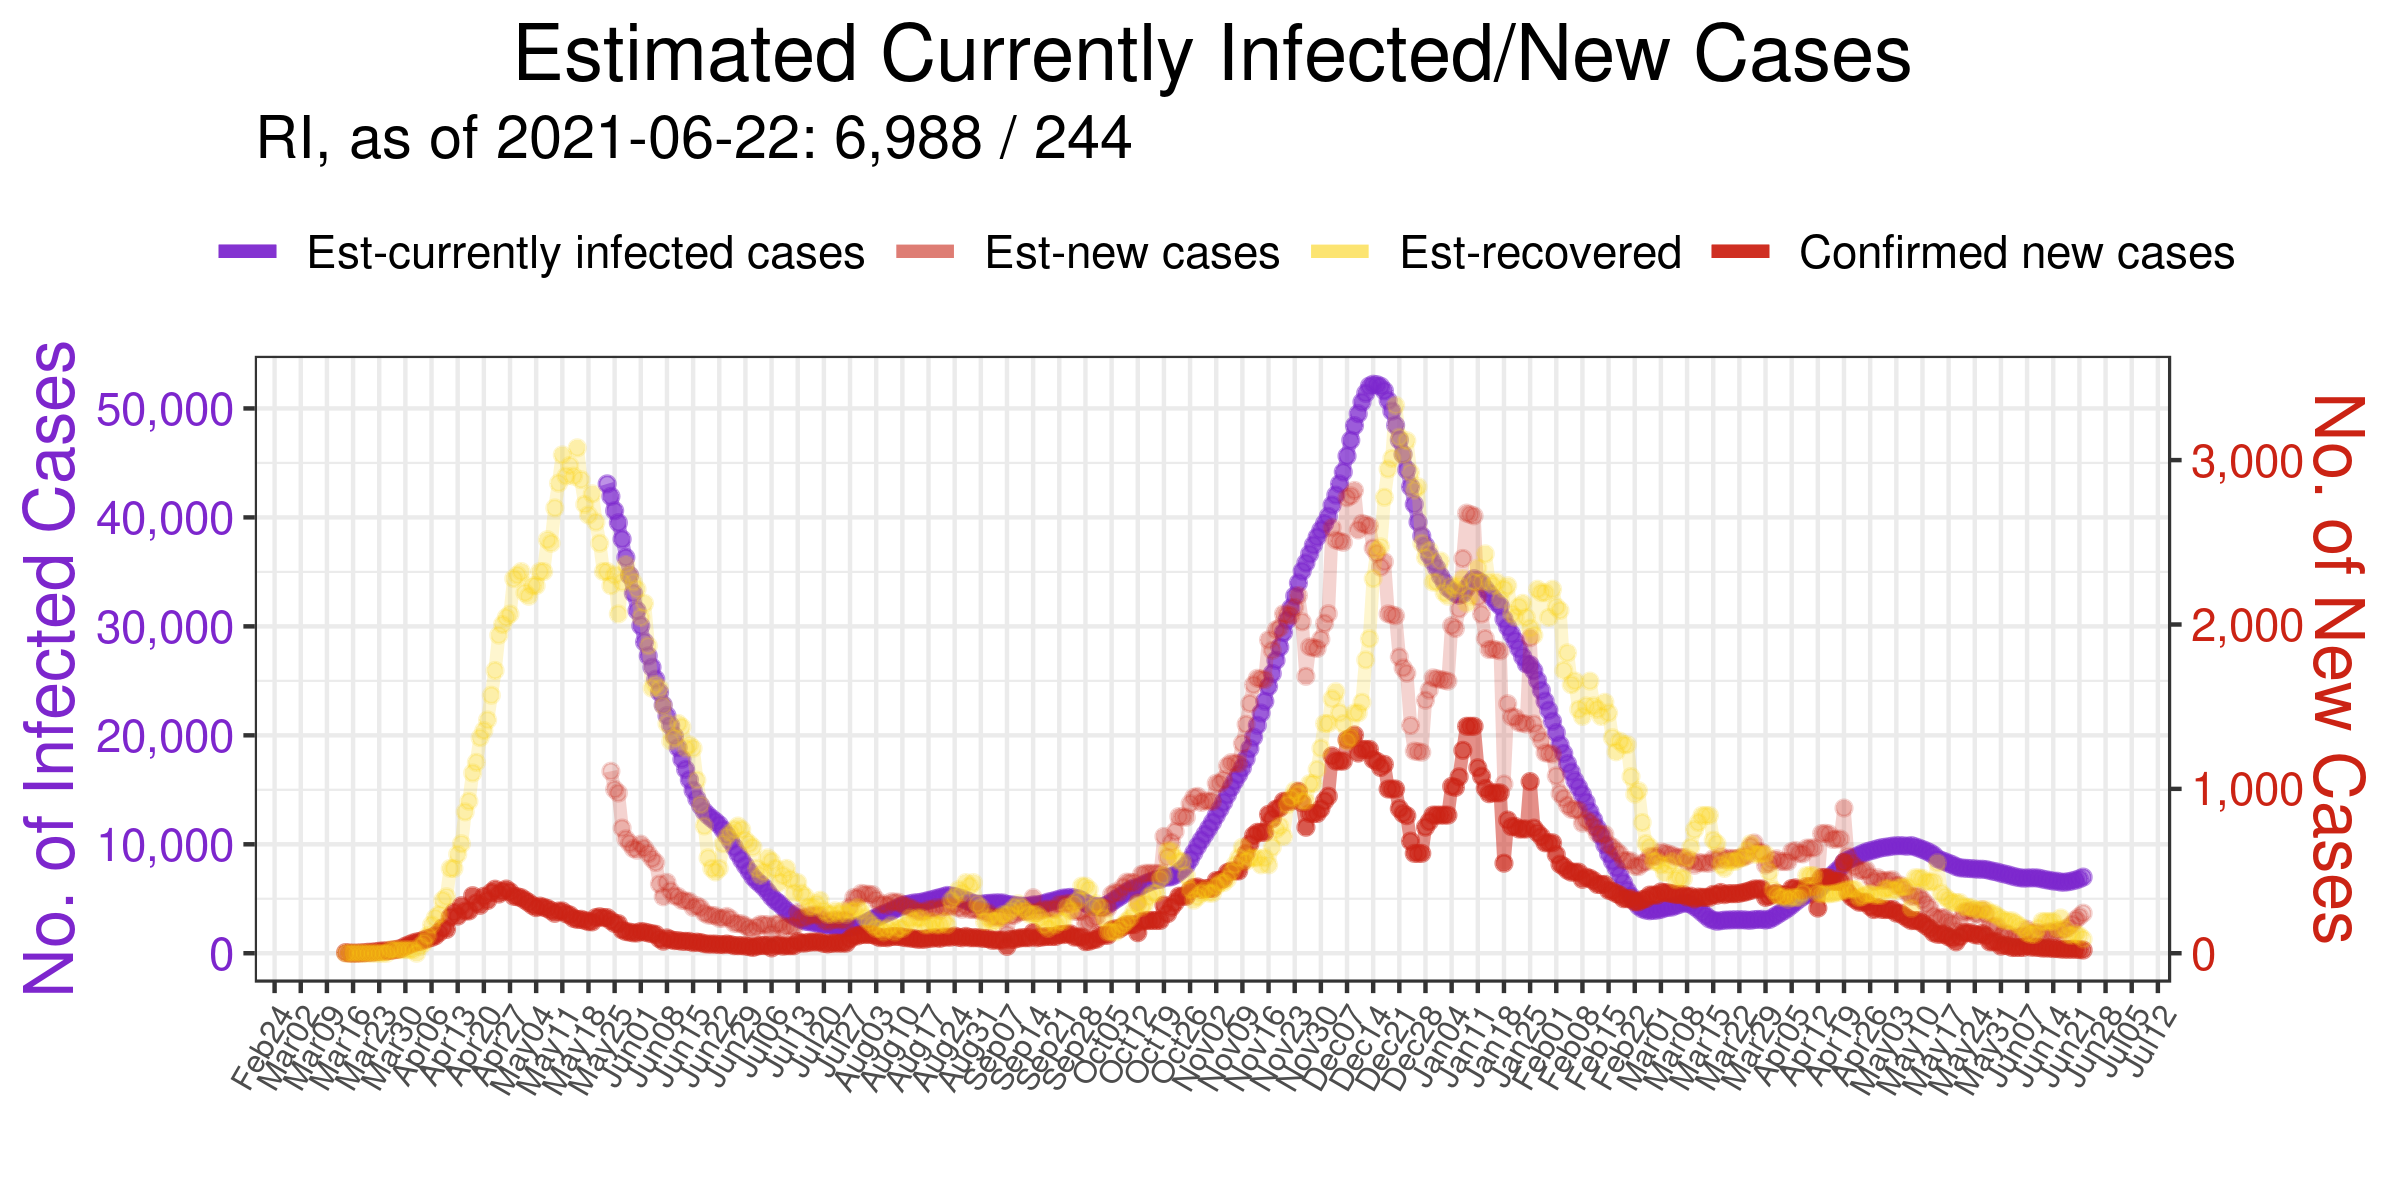 Estimated Currently Infected/New Cases
RI, as of 2021-06-22: 6,988 / 244
Est-currently infected cases
Est-new cases
Est-recovered
Confirmed new cases
No. of Infected Cases
50,000
40,000
30,000
20,000
10,000
0
No. of New Cases
3,000
2,000
1,000
0
Feb24
Mar02
Mar09
Mar16
Mar23
Mar30
Apr06
Apr13
Apr20
Apr27
May04
May11
May18
May25
Jun01
Jun08
Jun15
Jun22
Jun29
Jul06
Jul13
Jul20
Jul27
Aug03
Aug10
Aug17
Aug24
Aug31
Sep07
Sep14
Sep21
Sep28
Oct05
Oct12
Oct19
Oct26
Nov02
Nov09
Nov16
Nov23
Nov30
Dec07
Dec14
Dec21
Dec28
Jan04
Jan11
Jan18
Jan25
Feb01
Feb08
Feb15
Feb22
Mar01
Mar08
Mar15
Mar22
Mar29
Apr05
Apr12
Apr19
Apr26
May03
May10
May17
May24
May31
Jun07
Jun14
Jun21
Jun28
Jul05
Jul12